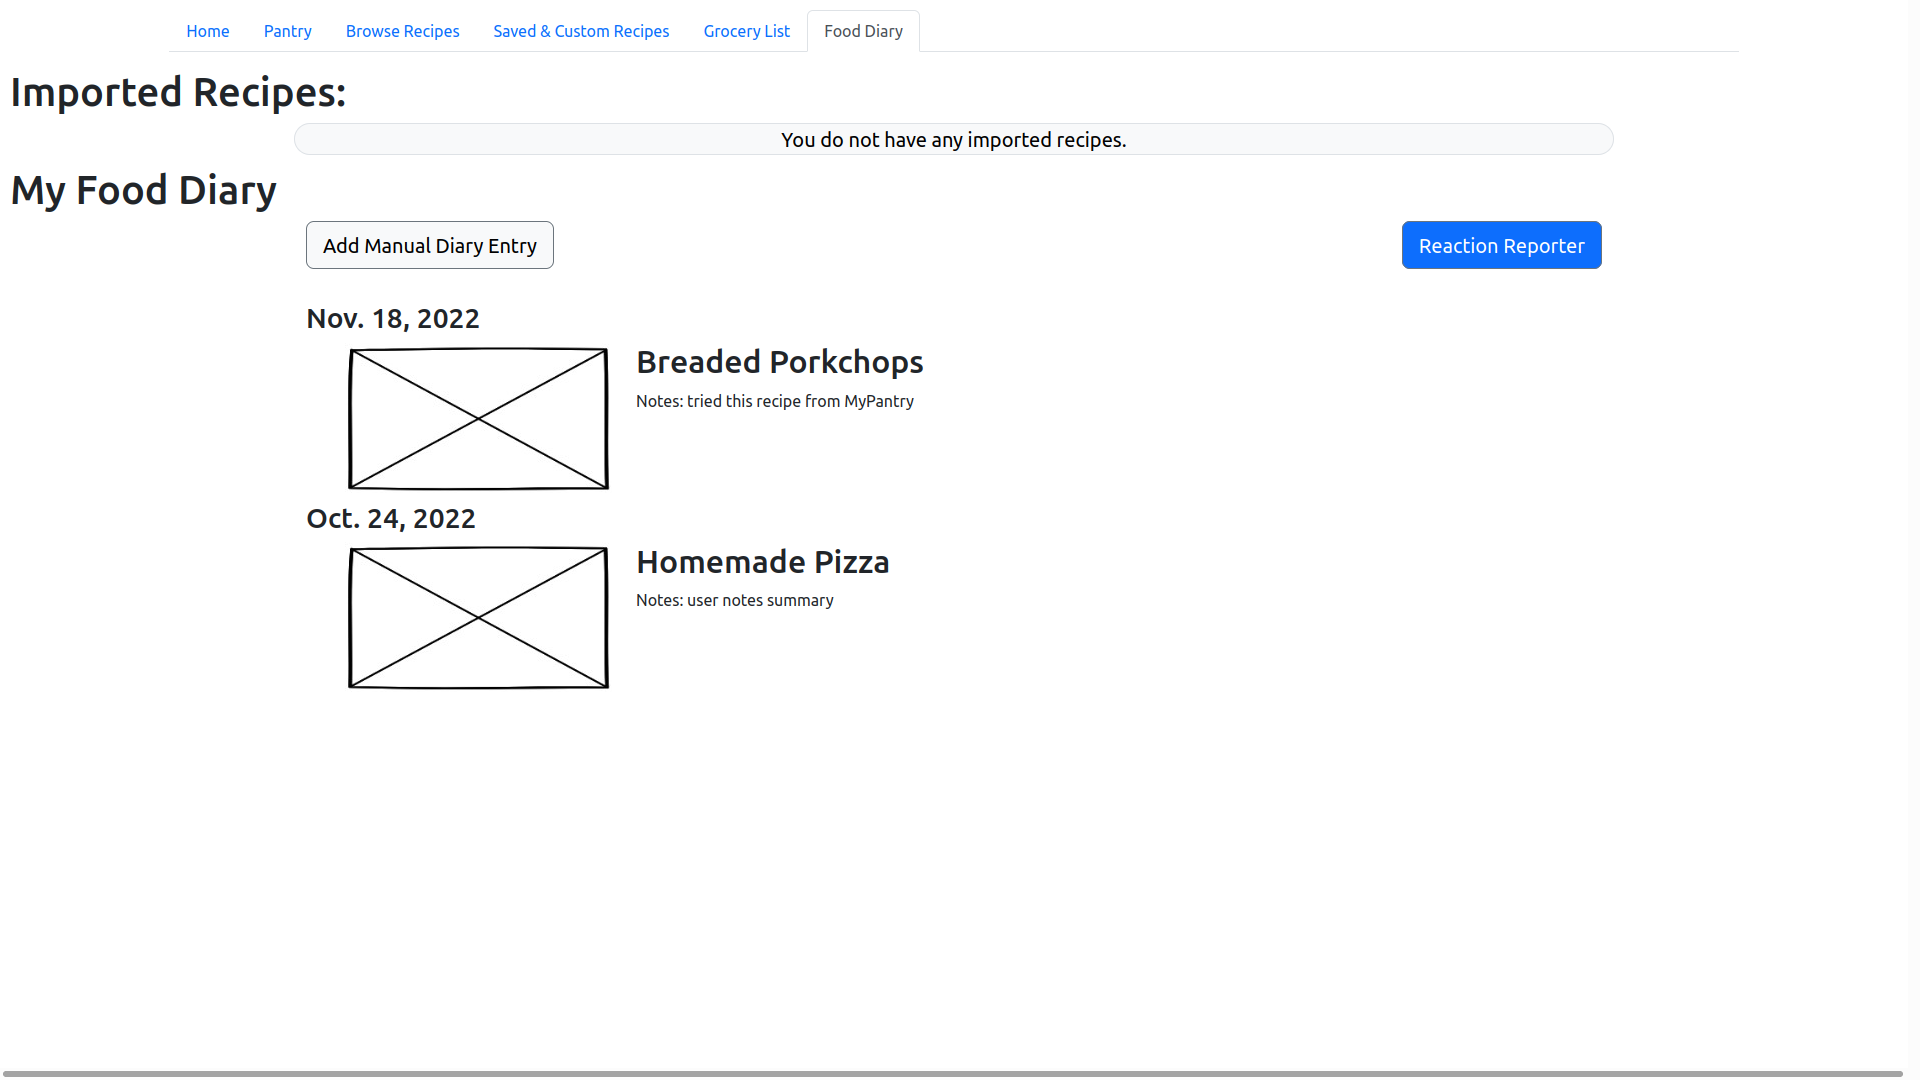 Home Pantry Browse Recipes Saved & Custom Recipes Grocery List Food Diary
Imported Recipes:
You do not have any imported recipes.
My Food Diary
Add Manual Diary Entry Reaction Reporter
Nov. 18, 2022
Breaded Porkchops
Notes: tried this recipe from MyPantry
Oct. 24, 2022
Homemade Pizza
Notes: user notes summary